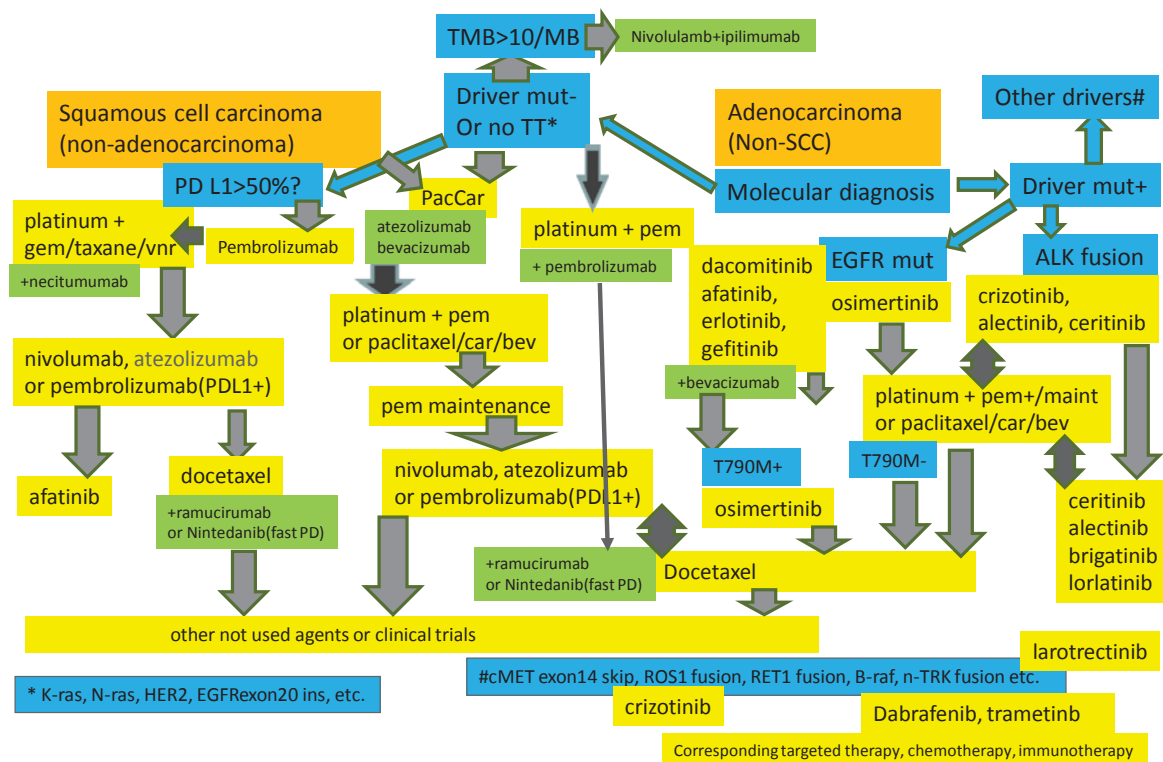 TMB>10/MB
Nivolulamb+ipilimumab
Driver mut-
Or no TT*
Squamous cell carcinoma
(non-adenocarcinoma)
Adenocarcinoma
(Non-SCC)
Other drivers#
PD L1>50%?
PacCar
Molecular diagnosis
Driver mut+
platinum +
gem/taxane/vnr
Pembrolizumab
atezolizumab
bevacizumab
platinum + pem
+necitumumab
+ pembrolizumab
dacomitinib
afatinib,
erlotinib,
gefitinib
EGFR mut
ALK fusion
osimertinib
crizotinib,
alectinib, ceritinib
platinum + pem
or paclitaxel/car/bev
nivolumab, atezolizumab
or pembrolizumab(PDL1+)
+bevacizumab
pem maintenance
platinum + pem+/maint
or paclitaxel/car/bev
T790M+
T790M-
afatinib
docetaxel
nivolumab, atezolizumab
or pembrolizumab(PDL1+)
osimertinib
ceritinib
alectinib
brigatinib
lorlatinib
+ramucirumab
or Nintedanib(fast PD)
+ramucirumab
or Nintedanib(fast PD)
Docetaxel
other not used agents or clinical trials
larotrectinib
* K-ras, N-ras, HER2, EGFRexon20 ins, etc.
#cMET exon14 skip, ROS1 fusion, RET1 fusion, B-raf, n-TRK fusion etc.
crizotinib
Dabrafenib, trametinb
Corresponding targeted therapy, chemotherapy, immunotherapy